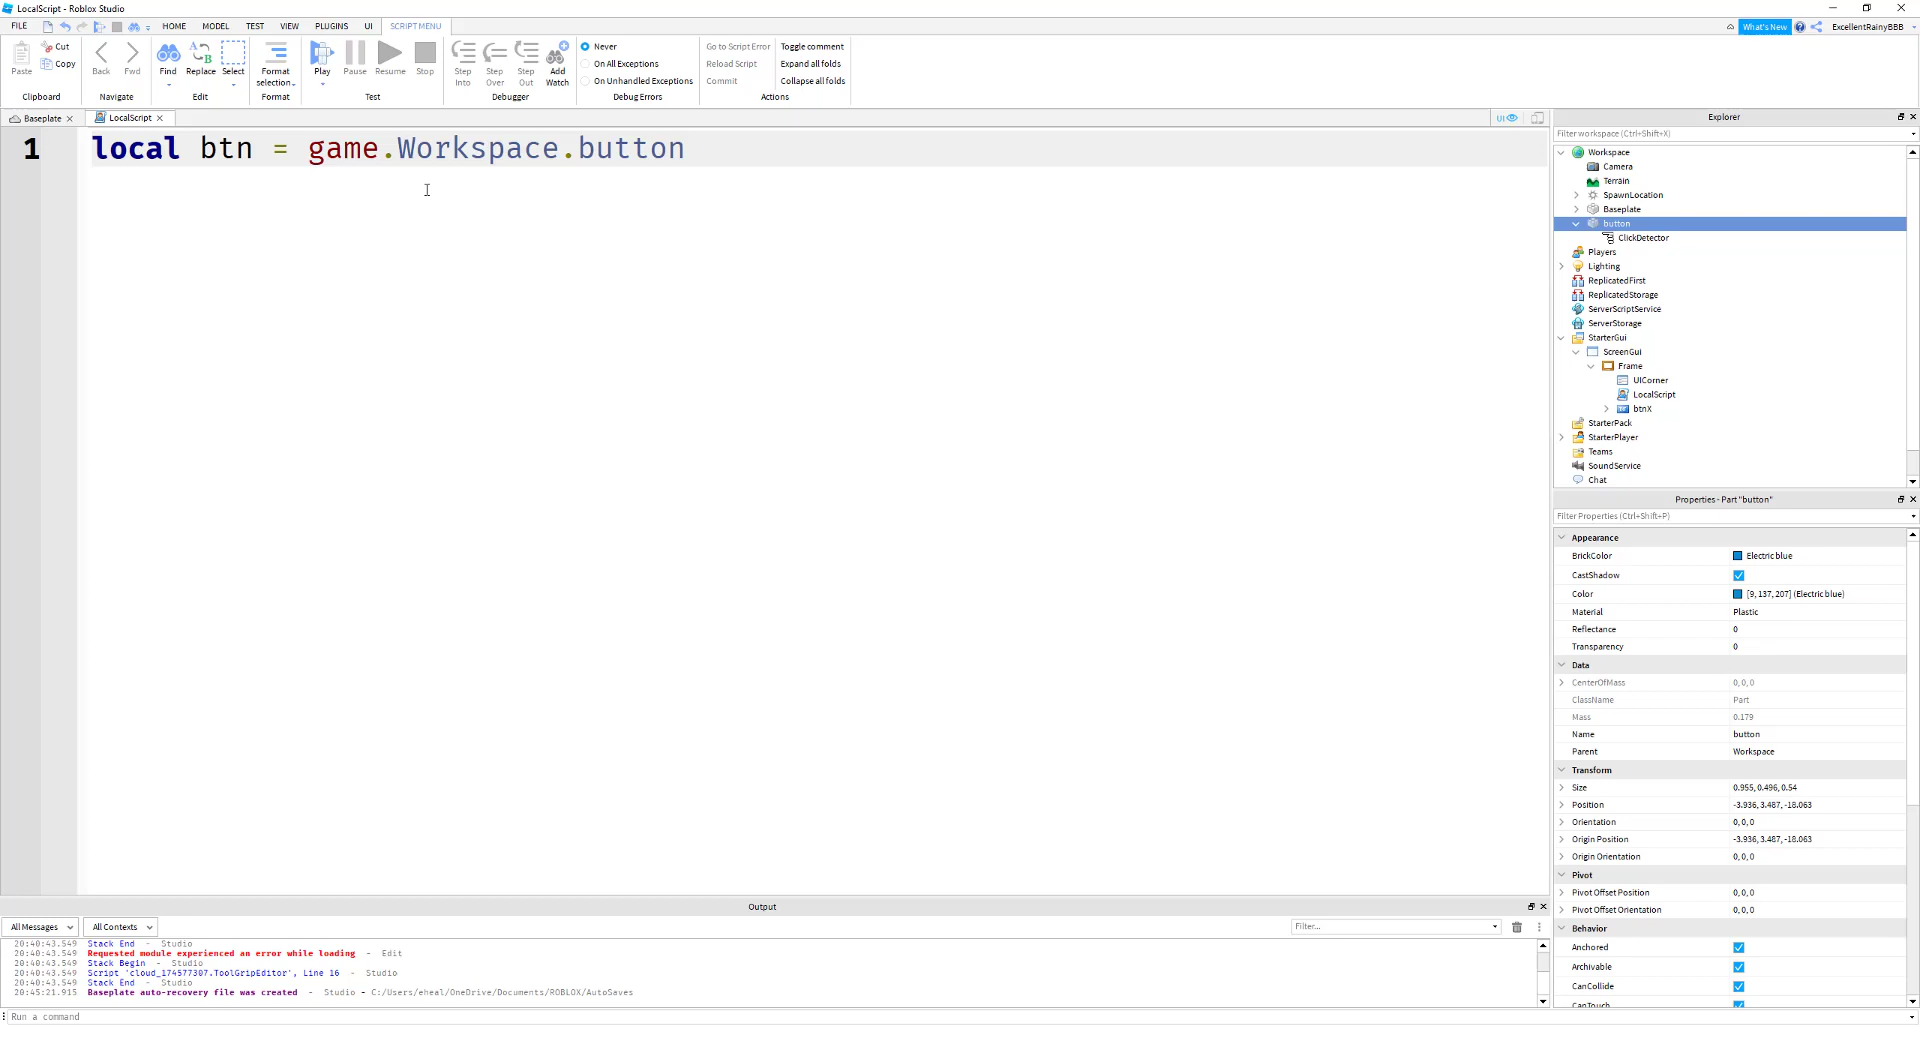 LocalScript - Roblox Studio
FILE HOME MODEL TEST VIEW PLUGINS UI SCRIPT MENU What's New ExcellentRainyBBB
Paste Cut Copy Clipboard
Back Fwd Navigate
Find Replace Select Edit
Format selection Format
Play Pause Resume Stop Test
Step Into Step Over Step Out Add Watch Debugger
Never
On All Exceptions
On Unhandled Exceptions
Debug Errors
Go to Script Error Toggle comment
Reload Script Expand all folds
Commit Collapse all folds
Actions
Baseplate LocalScript UI
1 local btn = game.Workspace.button
Explorer
Filter workspace (Ctrl+Shift+X)
Workspace
Camera
Terrain
SpawnLocation
Baseplate
button
ClickDetector
Players
Lighting
ReplicatedFirst
ReplicatedStorage
ServerScriptService
ServerStorage
StarterGui
ScreenGui
Frame
UICorner
LocalScript
btnX
StarterPack
StarterPlayer
Teams
SoundService
Chat
Properties - Part "button"
Filter Properties (Ctrl+Shift+P)
Appearance
BrickColor Electric blue
CastShadow
Color [9, 137, 207] (Electric blue)
Material Plastic
Reflectance 0
Transparency 0
Data
CenterOfMass 0, 0, 0
ClassName Part
Mass 0.179
Name button
Parent Workspace
Transform
Size 0.955, 0.496, 0.54
Position -3.936, 3.487, -18.063
Orientation 0, 0, 0
Origin Position -3.936, 3.487, -18.063
Origin Orientation 0, 0, 0
Pivot
Pivot Offset Position 0, 0, 0
Pivot Offset Orientation 0, 0, 0
Behavior
Anchored
Archivable
CanCollide
CanTouch
Output
All Messages All Contexts Filter...
20:40:43.549 Stack End - Studio
20:40:43.549 Requested module experienced an error while loading - Edit
20:40:43.549 Stack Begin - Studio
20:40:43.549 Script 'cloud_174577307.ToolGripEditor', Line 16 - Studio
20:40:43.549 Stack End - Studio
20:45:21.915 Baseplate auto-recovery file was created - Studio - C:/Users/eheal/OneDrive/Documents/ROBLOX/AutoSaves
Run a command